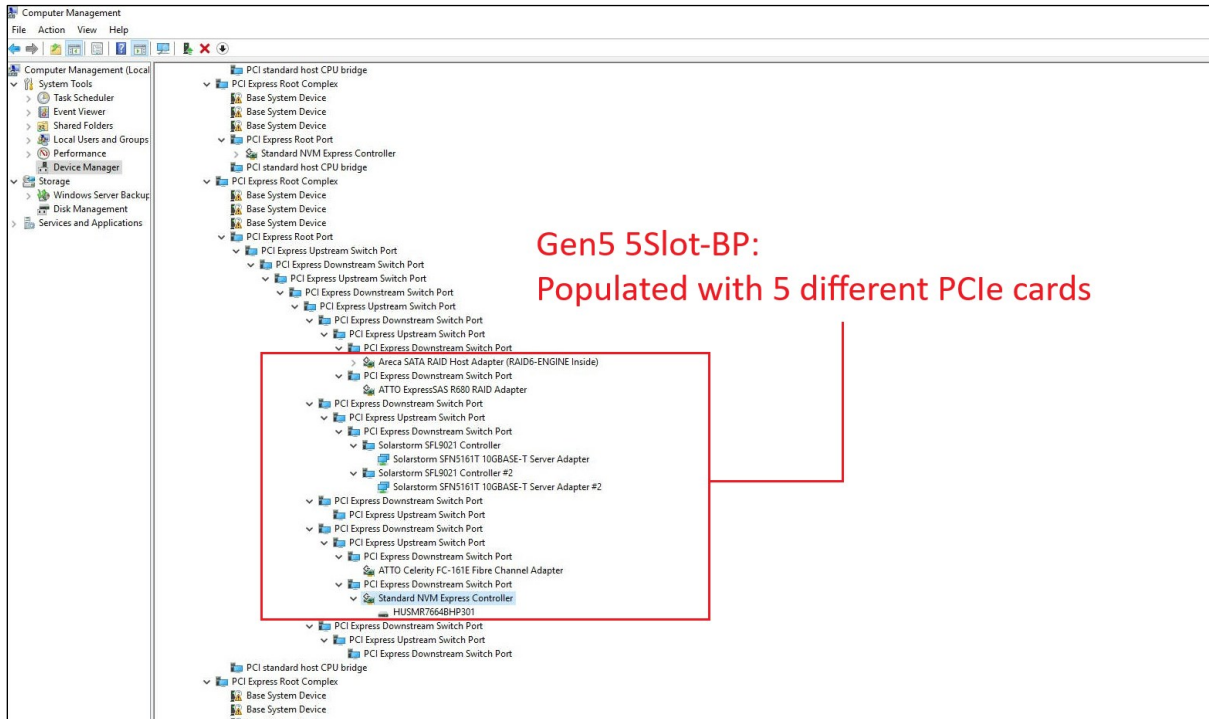 Computer Management
File Action View Help
Computer Management (Local
System Tools
Task Scheduler
Event Viewer
Shared Folders
Local Users and Groups
Performance
Device Manager
Storage
Windows Server Backup
Disk Management
Services and Applications
PCI standard host CPU bridge
PCI Express Root Complex
Base System Device
Base System Device
Base System Device
PCI Express Root Port
Standard NVM Express Controller
PCI standard host CPU bridge
PCI Express Root Complex
Base System Device
Base System Device
Base System Device
PCI Express Root Port
PCI Express Upstream Switch Port
PCI Express Downstream Switch Port
PCI Express Upstream Switch Port
PCI Express Downstream Switch Port
PCI Express Upstream Switch Port
PCI Express Downstream Switch Port
PCI Express Upstream Switch Port
PCI Express Downstream Switch Port
Areca SATA RAID Host Adapter (RAID6-ENGINE Inside)
PCI Express Downstream Switch Port
ATTO ExpressSAS R680 RAID Adapter
PCI Express Downstream Switch Port
PCI Express Upstream Switch Port
PCI Express Downstream Switch Port
Solarstorm SFL9021 Controller
Solarstorm SFN5161T 10GBASE-T Server Adapter
Solarstorm SFL9021 Controller #2
Solarstorm SFN5161T 10GBASE-T Server Adapter #2
PCI Express Downstream Switch Port
PCI Express Upstream Switch Port
PCI Express Downstream Switch Port
PCI Express Upstream Switch Port
PCI Express Downstream Switch Port
ATTO Celerity FC-161E Fibre Channel Adapter
PCI Express Downstream Switch Port
Standard NVM Express Controller
HUSMR7664BHP301
PCI Express Downstream Switch Port
PCI Express Upstream Switch Port
PCI Express Downstream Switch Port
PCI standard host CPU bridge
PCI Express Root Complex
Base System Device
Base System Device
Gen5 5Slot-BP:
Populated with 5 different PCIe cards